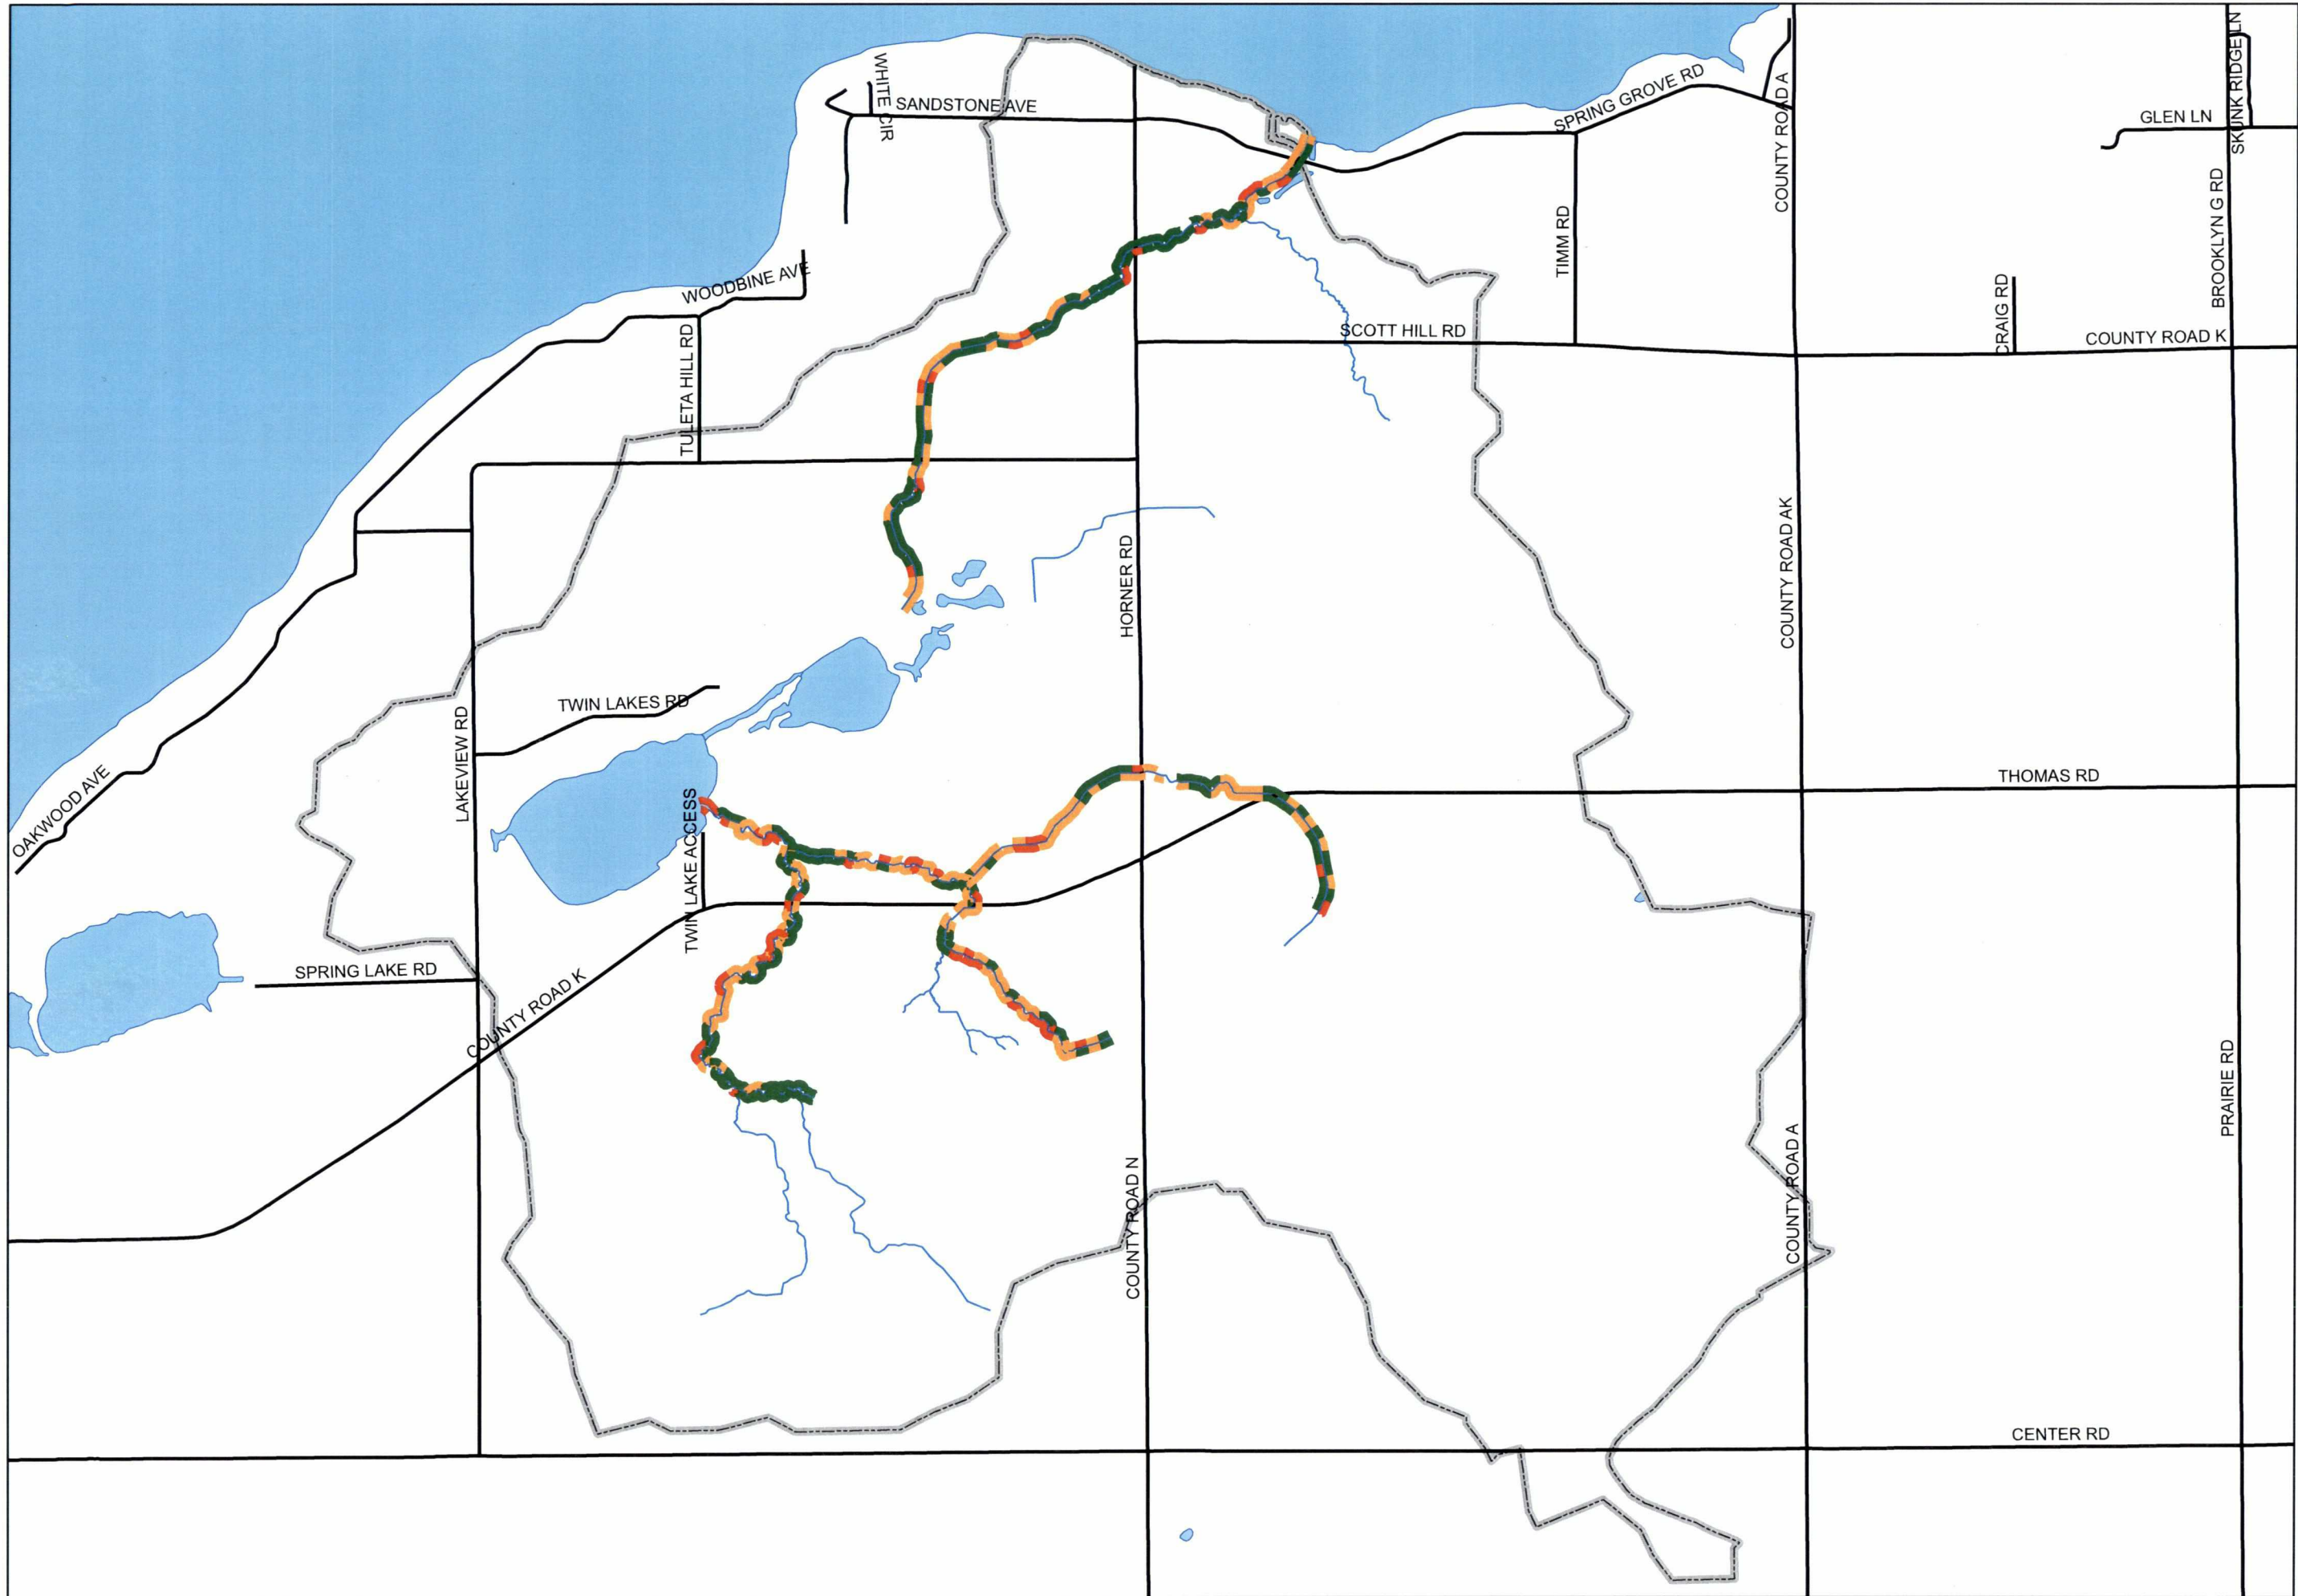 WHITE CIR
SANDSTONE AVE
SPRING GROVE RD
COUNTY ROAD A
SKUNK RIDGE LN
GLEN LN
WOODBINE AVE
TIMM RD
BROOKLYN G RD
TULETA HILL RD
SCOTT HILL RD
CRAIG RD
COUNTY ROAD K
HORNER RD
COUNTY ROAD AK
TWIN LAKES RD
LAKEVIEW RD
OAKWOOD AVE
TWIN LAKE ACCESS
THOMAS RD
SPRING LAKE RD
COUNTY ROAD K
PRAIRIE RD
COUNTY ROAD N
COUNTY ROAD A
CENTER RD